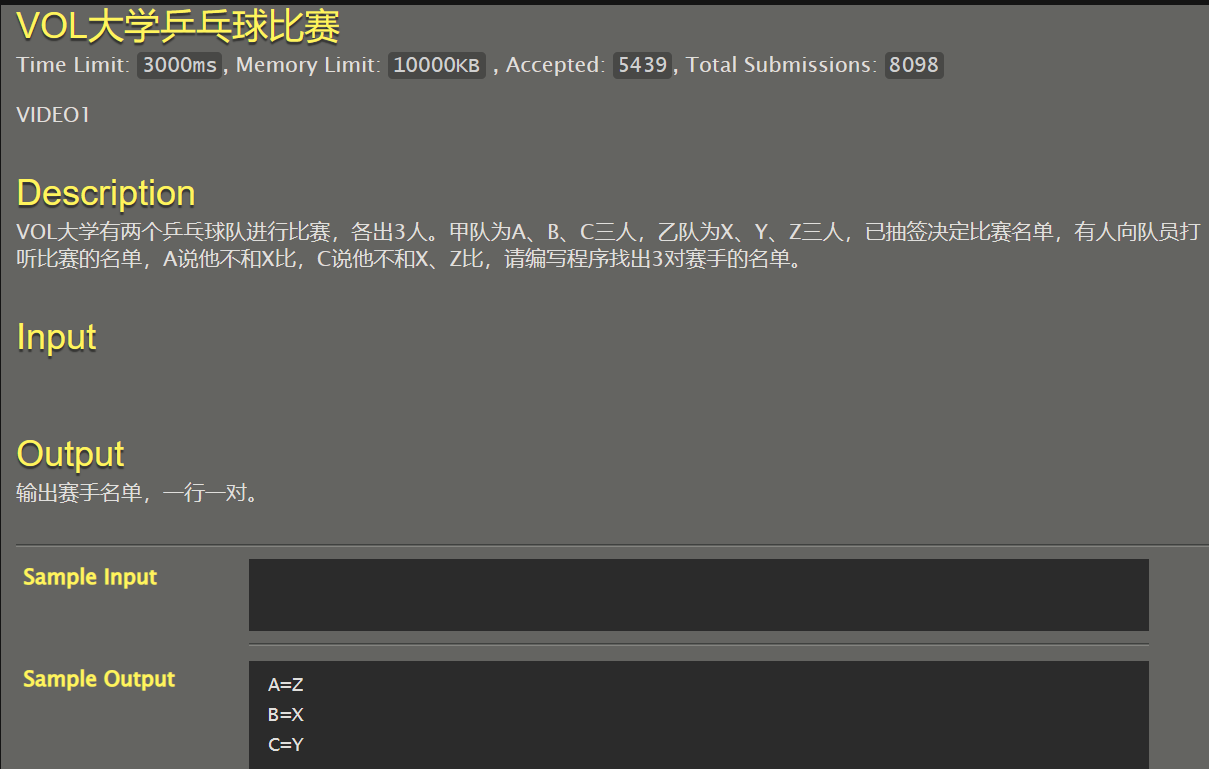 VOL大学乒乓球比赛
Time Limit: 3000ms, Memory Limit: 10000KB , Accepted: 5439, Total Submissions: 8098
VIDEO1
Description
VOL大学有两个乒乓球队进行比赛，各出3人。甲队为A、B、C三人，乙队为X、Y、Z三人，已抽签决定比赛名单，有人向队员打
听比赛的名单，A说他不和X比，C说他不和X、Z比，请编写程序找出3对赛手的名单。
Input
Output
输出赛手名单，一行一对。
Sample Input
Sample Output
A=Z
B=X
C=Y